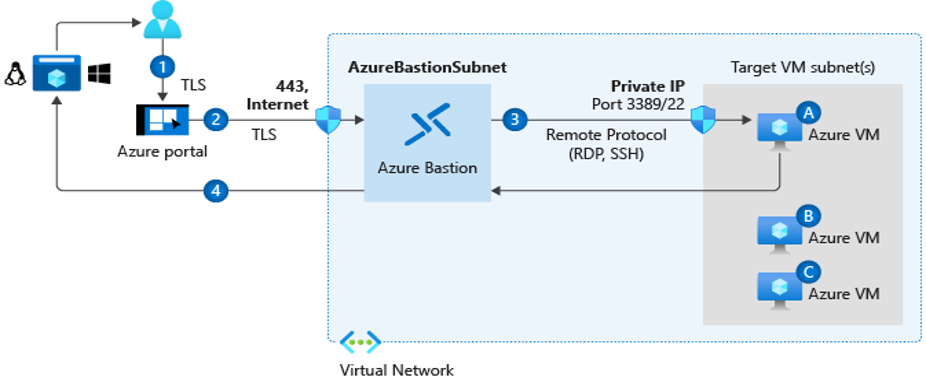 1
TLS
Azure portal
2
443,
Internet
TLS
AzureBastionSubnet
Azure Bastion
3
Private IP
Port 3389/22
Remote Protocol
(RDP, SSH)
Target VM subnet(s)
A
Azure VM
B
Azure VM
C
Azure VM
4
Virtual Network